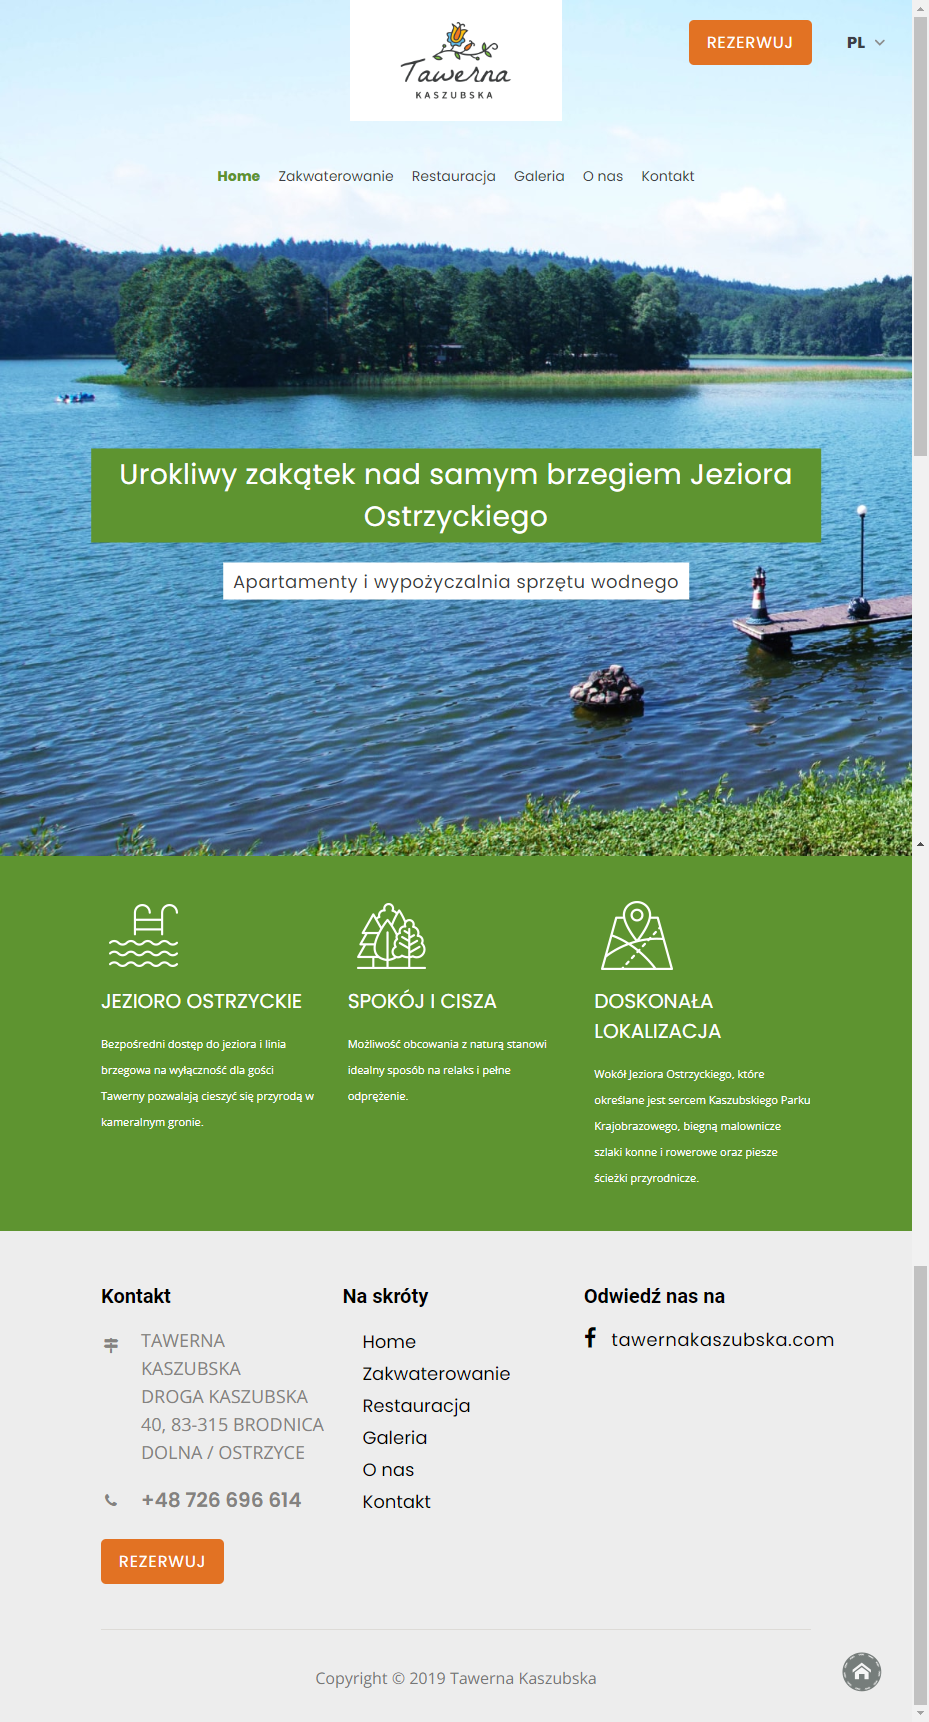 Tawerna
KASZUBSKA
REZERWUJ
PL
Home Zakwaterowanie Restauracja Galeria O nas Kontakt
Urokliwy zakątek nad samym brzegiem Jeziora
Ostrzyckiego
Apartamenty i wypożyczalnia sprzętu wodnego
JEZIORO OSTRZYCKIE
Bezpośredni dostęp do jeziora i linia
brzegowa na wyłączność dla gości
Tawerny pozwalają cieszyć się przyrodą w
kameralnym gronie.
SPOKÓJ I CISZA
Możliwość obcowania z naturą stanowi
idealny sposób na relaks i pełne
odprężenie.
DOSKONAŁA
LOKALIZACJA
Wokół Jeziora Ostrzyckiego, które
określane jest sercem Kaszubskiego Parku
Krajobrazowego, biegną malownicze
szlaki konne i rowerowe oraz piesze
ścieżki przyrodnicze.
Kontakt
TAWERNA
KASZUBSKA
DROGA KASZUBSKA
40, 83-315 BRODNICA
DOLNA / OSTRZYCE
+48 726 696 614
REZERWUJ
Na skróty
Home
Zakwaterowanie
Restauracja
Galeria
O nas
Kontakt
Odwiedź nas na
tawernakaszubska.com
Copyright © 2019 Tawerna Kaszubska